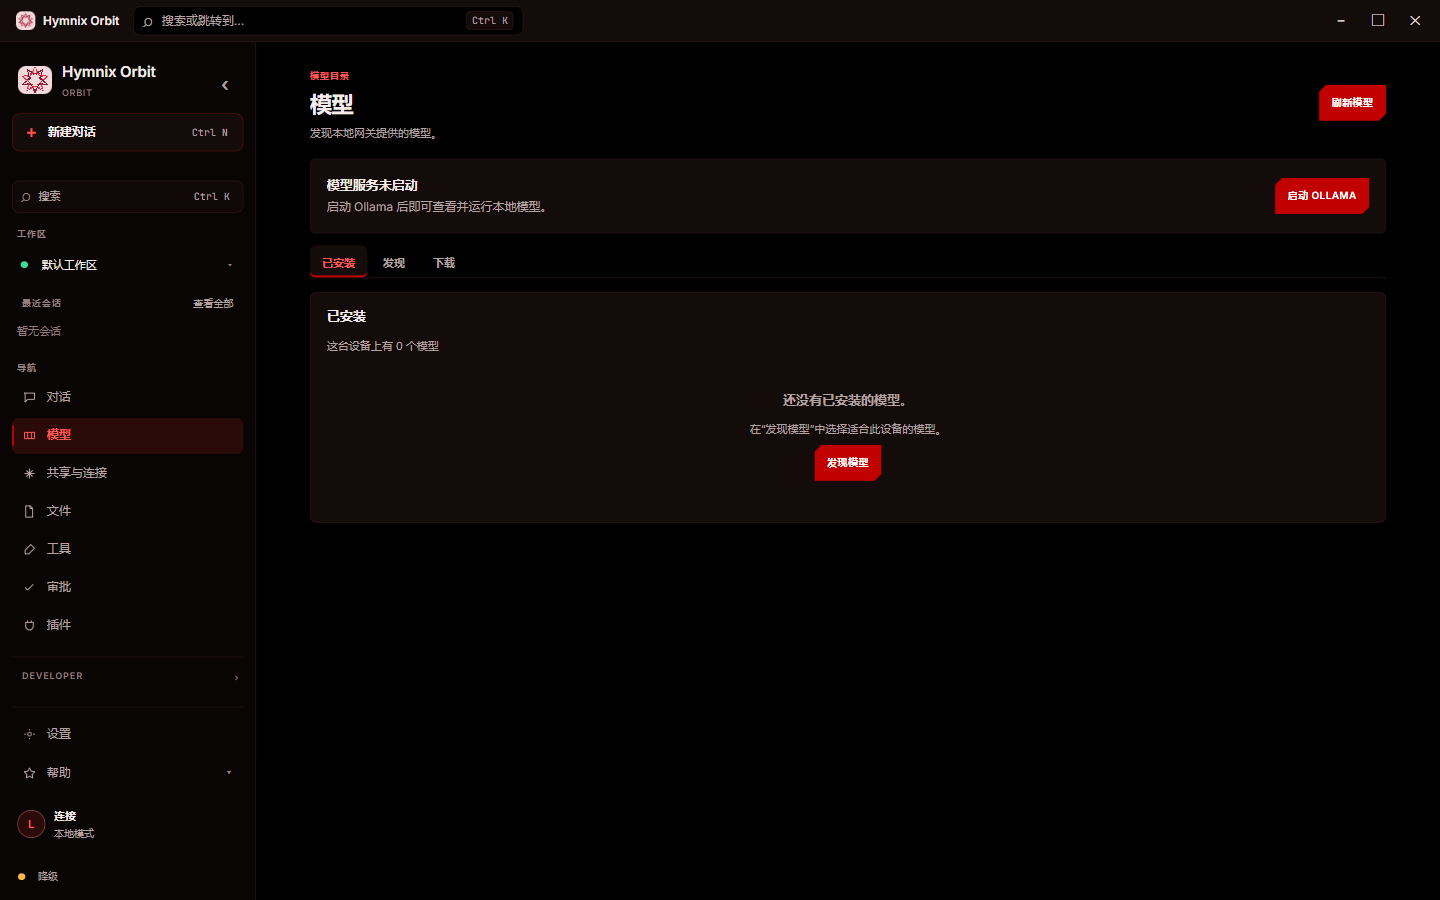 Hymnix Orbit
搜索或跳转到...
Ctrl K
Hymnix Orbit
ORBIT
新建对话
Ctrl N
搜索
Ctrl K
工作区
默认工作区
最近会话
查看全部
暂无会话
导航
对话
模型
共享与连接
文件
工具
审批
插件
DEVELOPER
设置
帮助
L
连接
本地模式
降级
模型目录
模型
发现本地网关提供的模型。
刷新模型
模型服务未启动
启动 Ollama 后即可查看并运行本地模型。
启动 OLLAMA
已安装
发现
下载
已安装
这台设备上有 0 个模型
还没有已安装的模型。
在“发现模型”中选择适合此设备的模型。
发现模型